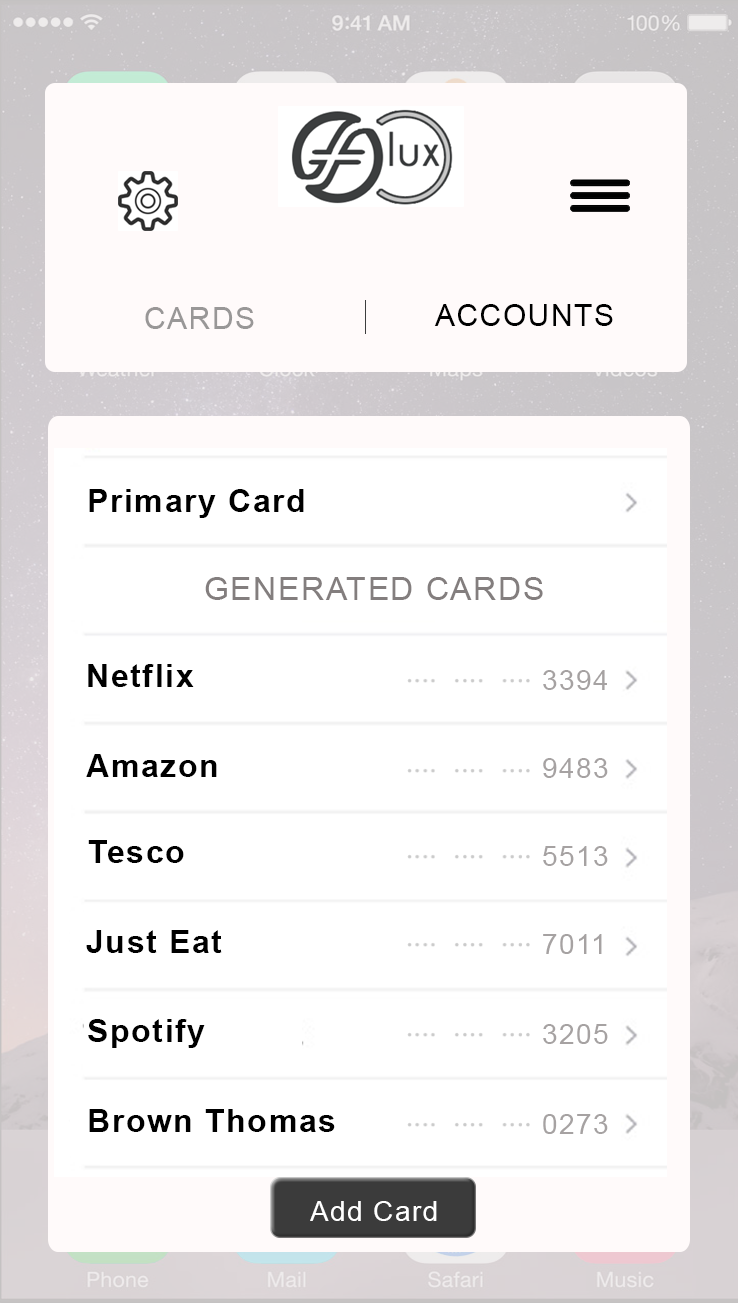 9:41 AM 100%
lux
CARDS | ACCOUNTS
Weather Clock Maps Videos
Primary Card
GENERATED CARDS
Netflix .... .... .... 3394
Amazon .... .... .... 9483
Tesco .... .... .... 5513
Just Eat .... .... .... 7011
Spotify .... .... .... 3205
Brown Thomas .... .... .... 0273
Add Card
Phone Mail Safari Music